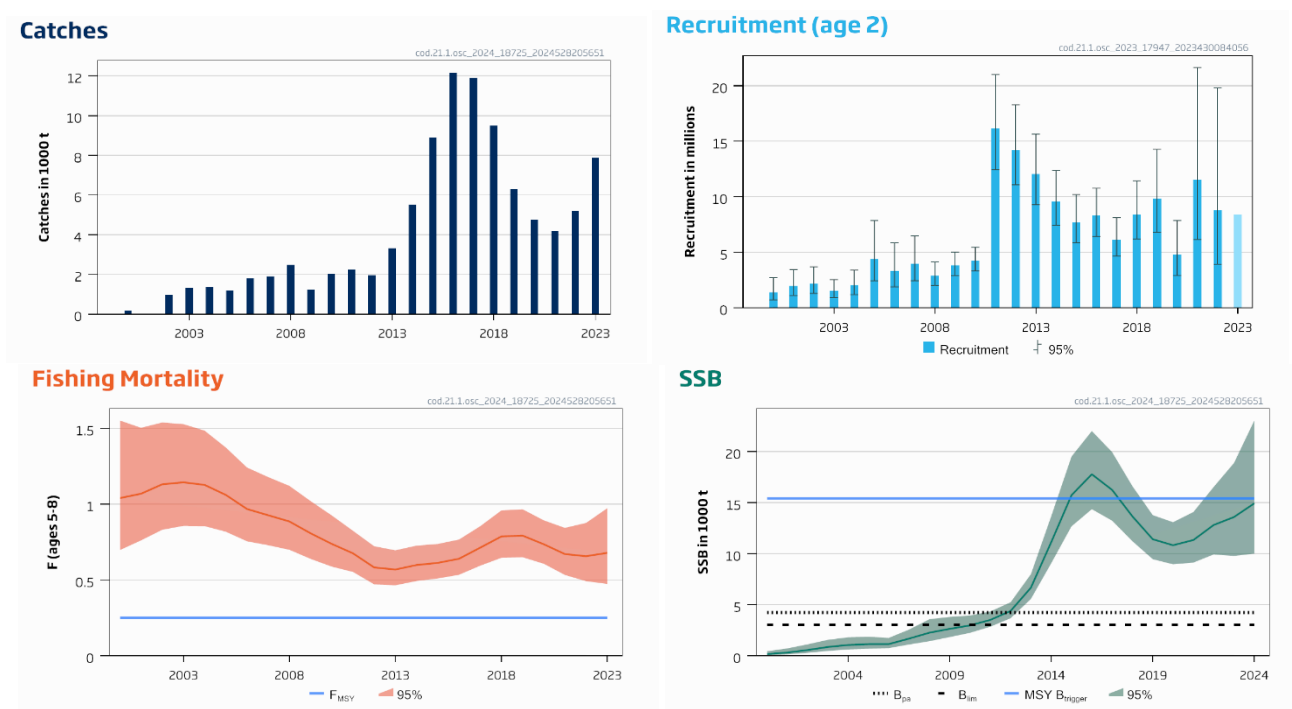 Catches
cod.21.1.osc_2024_18725_2024528205651
Catches in 1000 t
12
10
8
6
4
2
0
2003 2008 2013 2018 2023
Recruitment (age 2)
cod.21.1.osc_2023_17947_2023430084056
Recruitment in millions
20
15
10
5
0
2003 2008 2013 2018 2023
Recruitment 95%
Fishing Mortality
cod.21.1.osc_2024_18725_2024528205651
F (ages 5-8)
1.5
1
0.5
0
2003 2008 2013 2018 2023
FMSY 95%
SSB
cod.21.1.osc_2024_18725_2024528205651
SSB in 1000 t
20
15
10
5
0
2004 2009 2014 2019 2024
Bpa Blim MSY Btrigger 95%